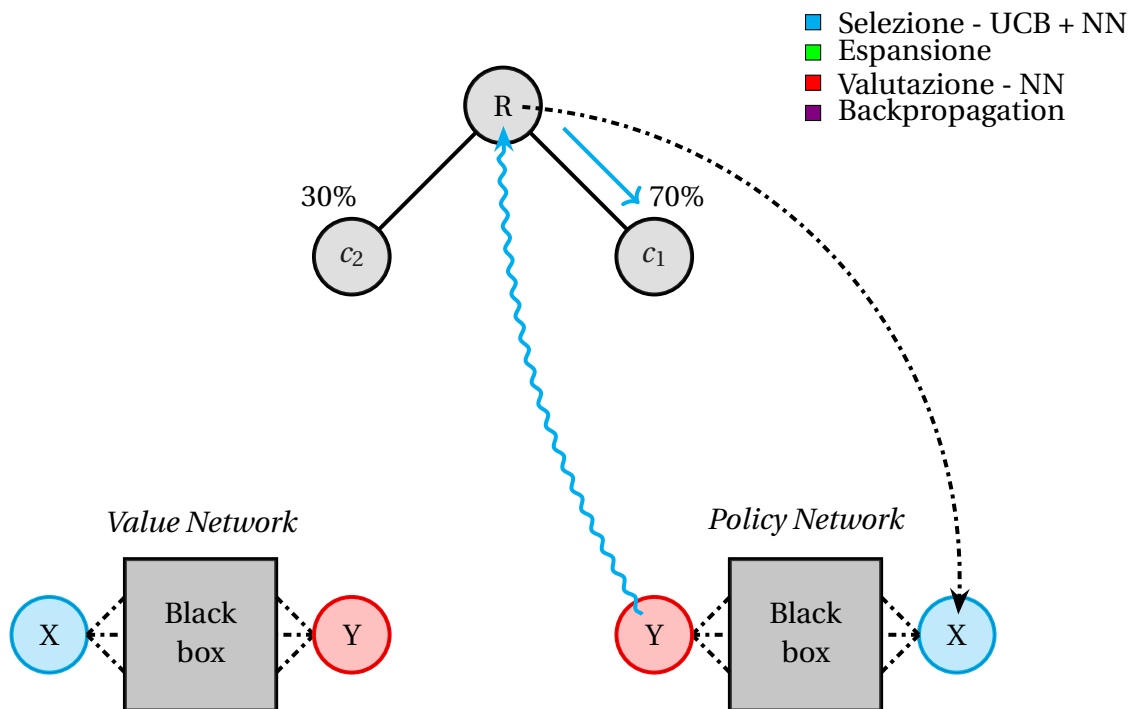 Selezione - UCB + NN
Espansione
Valutazione - NN
Backpropagation
R
30%
70%
c₂
c₁
Value Network
Policy Network
X
Black
box
Y
Y
Black
box
X